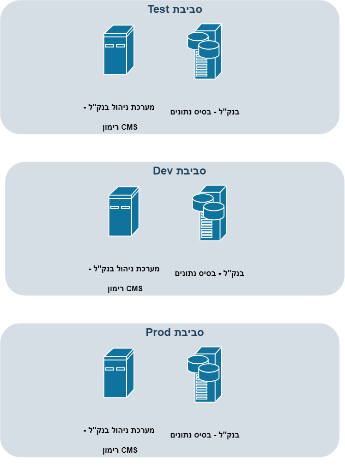 סביבת Test
מערכת ניהול בנק"ל -
CMS רימון
בנק"ל - בסיס נתונים
סביבת Dev
מערכת ניהול בנק"ל -
CMS רימון
בנק"ל - בסיס נתונים
סביבת Prod
מערכת ניהול בנק"ל -
CMS רימון
בנק"ל - בסיס נתונים